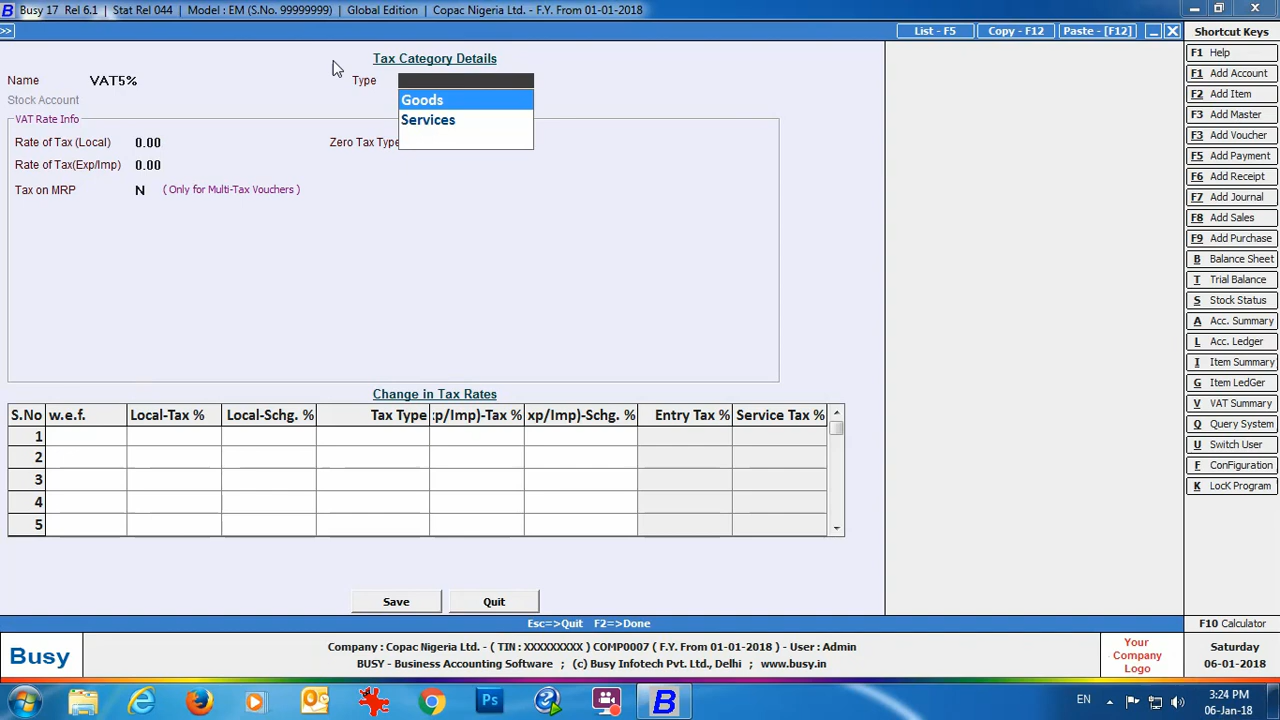 Busy 17 Rel 6.1 | Stat Rel 044 | Model : EM (S.No. 99999999) | Global Edition | Copac Nigeria Ltd. - F.Y. From 01-01-2018
>> List - F5 Copy - F12 Paste - [F12] Shortcut Keys
Tax Category Details
Name VAT5% Type
Stock Account Goods
Services
VAT Rate Info
Rate of Tax (Local) 0.00 Zero Tax Type
Rate of Tax(Exp/Imp) 0.00
Tax on MRP N ( Only for Multi-Tax Vouchers )
Change in Tax Rates
S.No w.e.f. Local-Tax % Local-Schg. % Tax Type :p/Imp)-Tax % xp/Imp)-Schg. % Entry Tax % Service Tax %
1
2
3
4
5
Save Quit
Esc=>Quit F2=>Done
F1 Help
F1 Add Account
F2 Add Item
F3 Add Master
F3 Add Voucher
F5 Add Payment
F6 Add Receipt
F7 Add Journal
F8 Add Sales
F9 Add Purchase
B Balance Sheet
T Trial Balance
S Stock Status
A Acc. Summary
L Acc. Ledger
I Item Summary
G Item LedGer
V VAT Summary
Q Query System
U Switch User
F ConFiguration
K LocK Program
F10 Calculator
Busy
Company : Copac Nigeria Ltd. - ( TIN : XXXXXXXXX ) COMP0007 ( F.Y. From 01-01-2018 ) - User : Admin
BUSY - Business Accounting Software ; (c) Busy Infotech Pvt. Ltd., Delhi ; www.busy.in
Your
Company
Logo
Saturday
06-01-2018
Ps
EN
3:24 PM
06-Jan-18